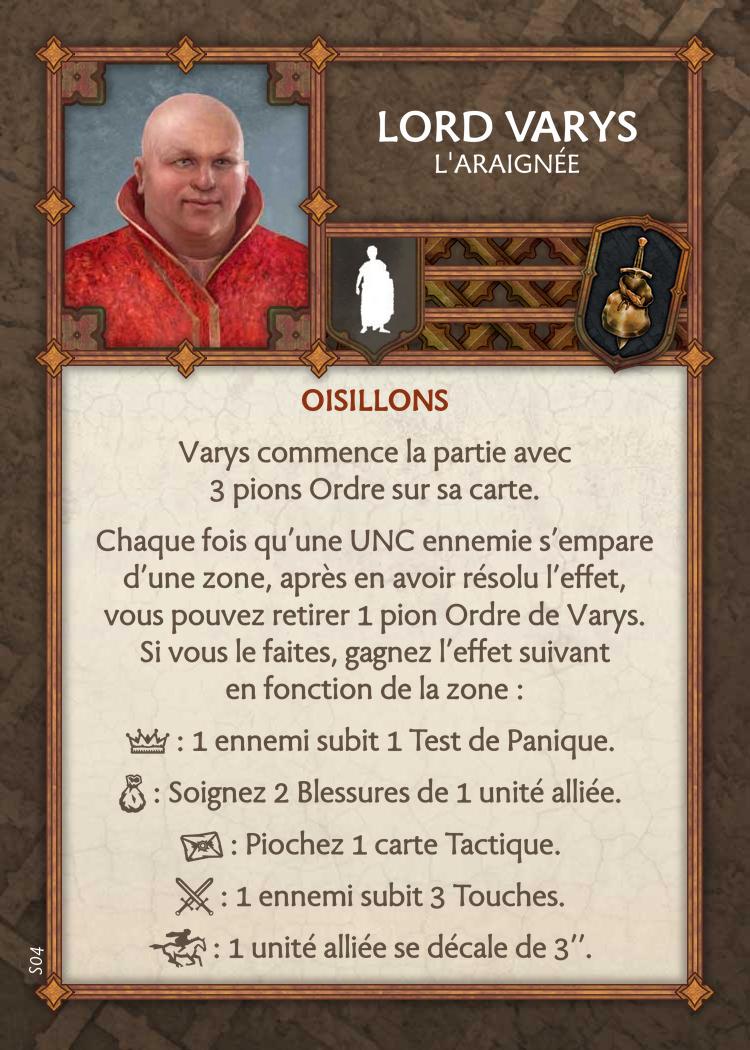 LORD VARYS
L'ARAIGNÉE
OISILLONS
Varys commence la partie avec
3 pions Ordre sur sa carte.
Chaque fois qu’une UNC ennemie s’empare
d’une zone, après en avoir résolu l’effet,
vous pouvez retirer 1 pion Ordre de Varys.
Si vous le faites, gagnez l’effet suivant
en fonction de la zone :
: 1 ennemi subit 1 Test de Panique.
: Soignez 2 Blessures de 1 unité alliée.
: Piochez 1 carte Tactique.
: 1 ennemi subit 3 Touches.
: 1 unité alliée se décale de 3’’.
S04